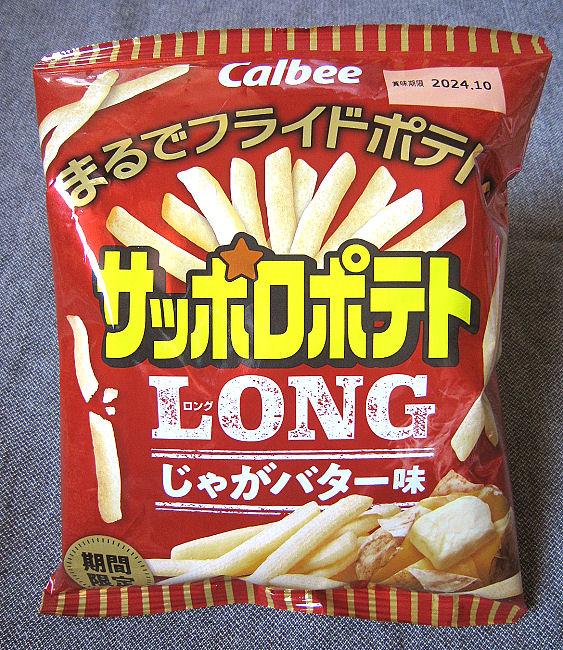 Calbee
賞味期限 2024.10
まるでフライドポテト
サッポロポテト
LONG
ロング
じゃがバター味
期間
限定